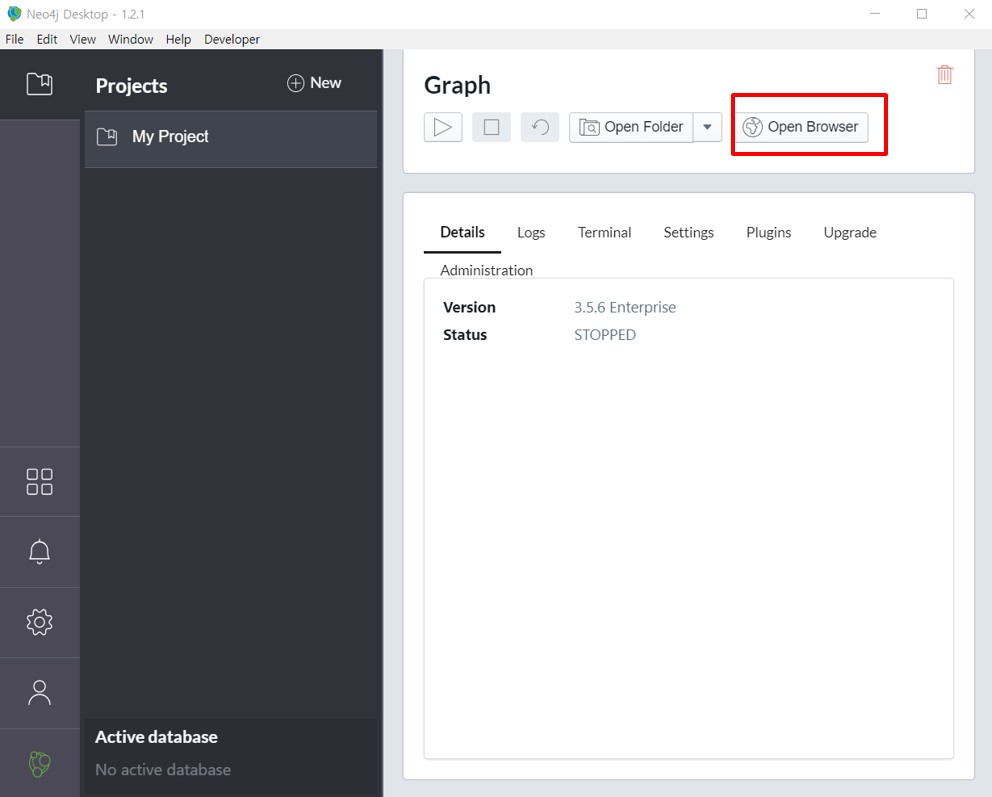 Neo4j Desktop - 1.2.1
File Edit View Window Help Developer
Projects
New
My Project
Active database
No active database
Graph
Open Folder
Open Browser
Details Logs Terminal Settings Plugins Upgrade
Administration
Version 3.5.6 Enterprise
Status STOPPED